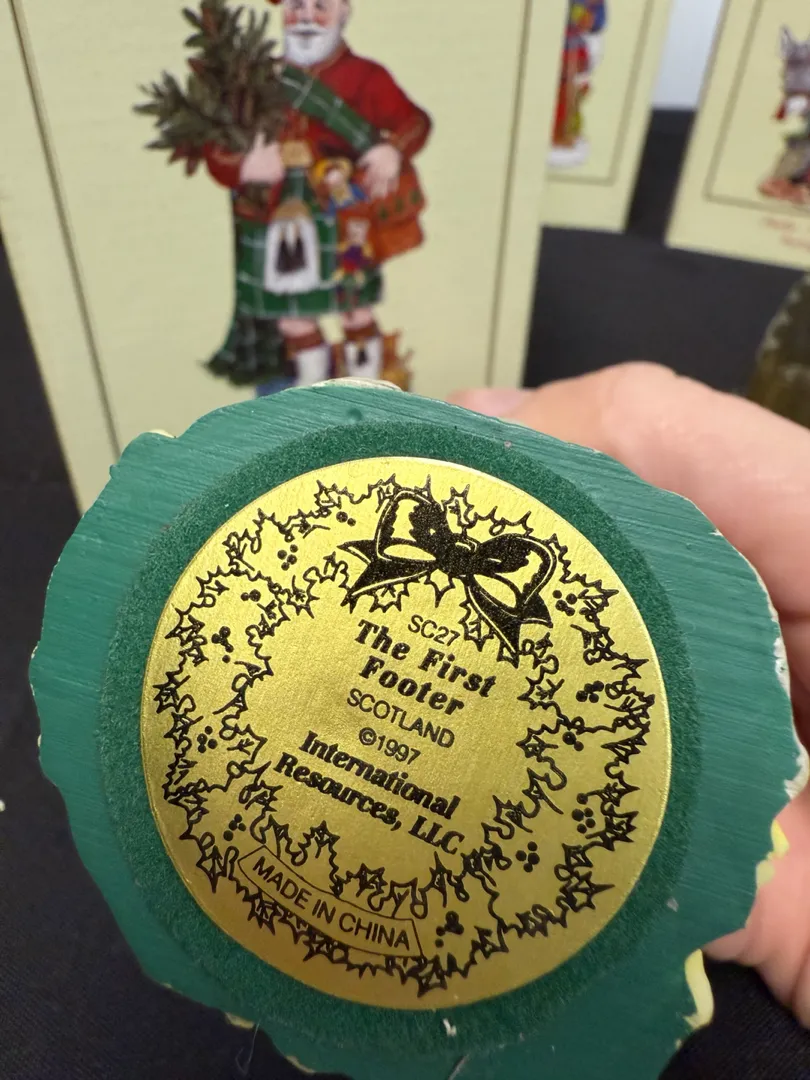 SC27
The First
Footer
SCOTLAND
©1997
International
Resources, LLC
MADE IN CHINA